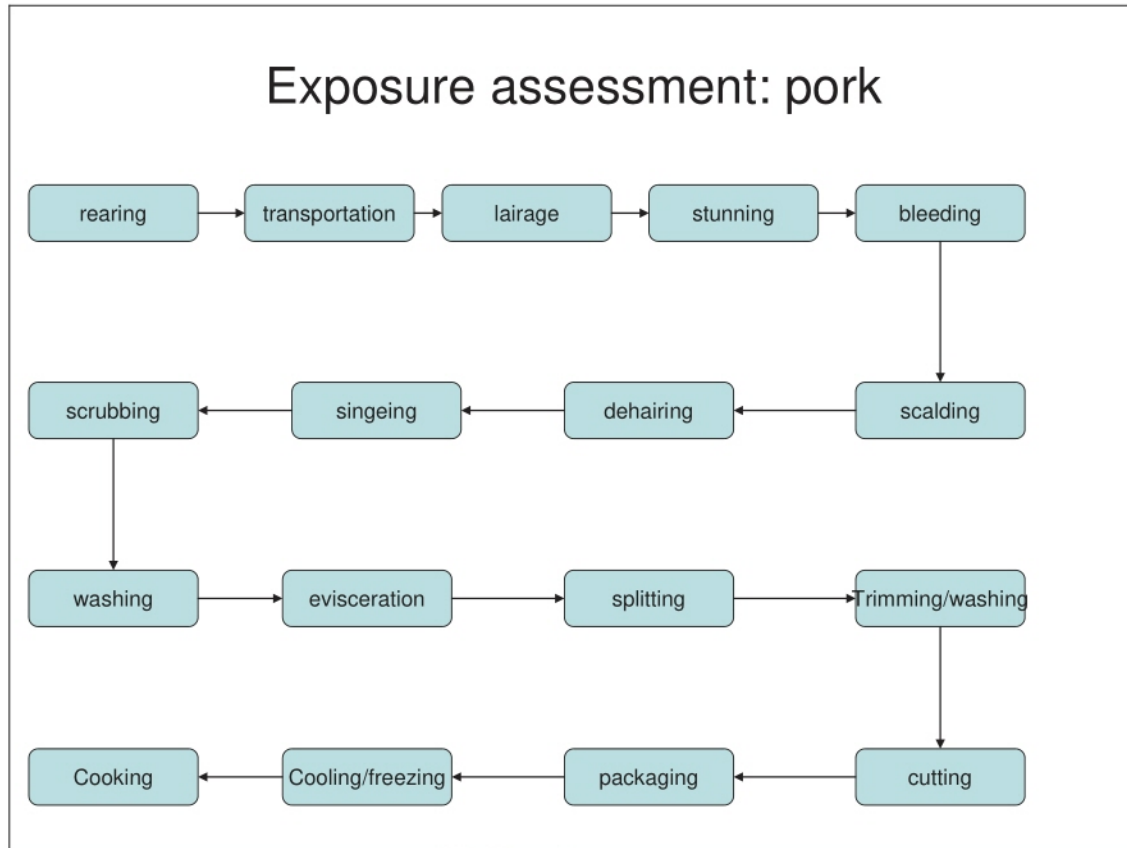 Exposure assessment: pork
rearing
transportation
lairage
stunning
bleeding
scrubbing
singeing
dehairing
scalding
washing
evisceration
splitting
Trimming/washing
Cooking
Cooling/freezing
packaging
cutting